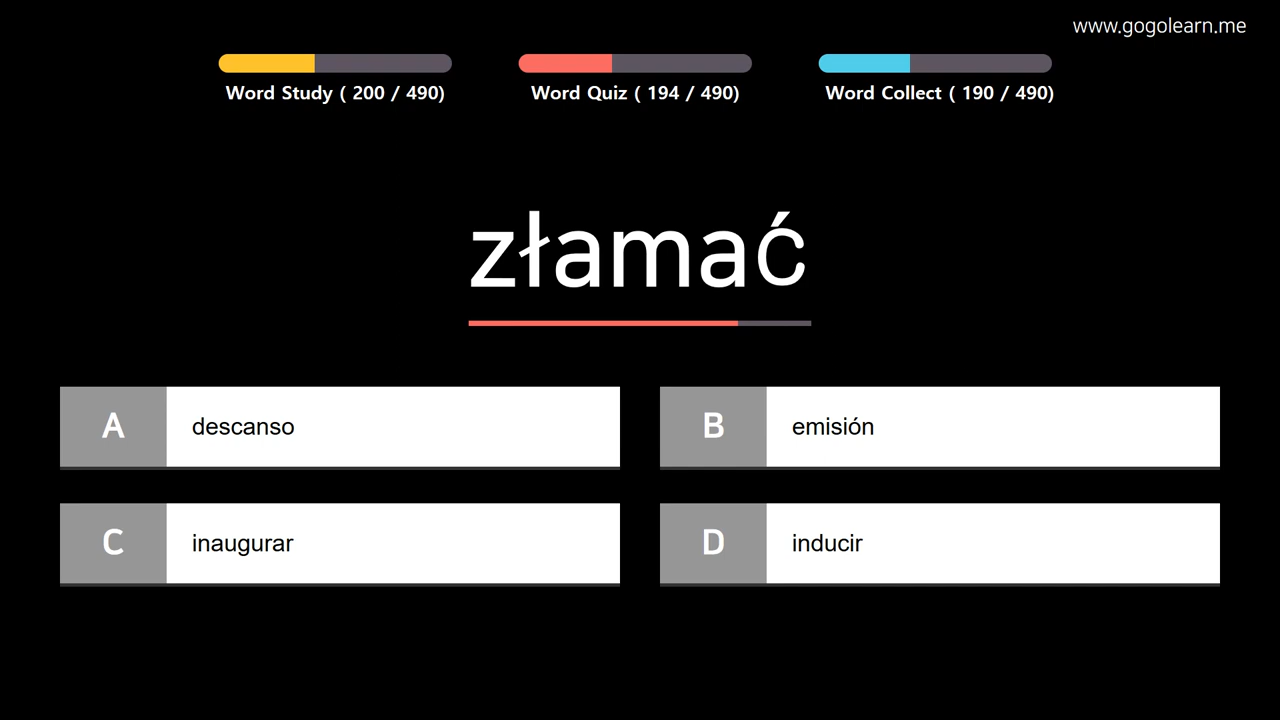 www.gogolearn.me
Word Study ( 200 / 490)
Word Quiz ( 194 / 490)
Word Collect ( 190 / 490)
złamać
A descanso
B emisión
C inaugurar
D inducir